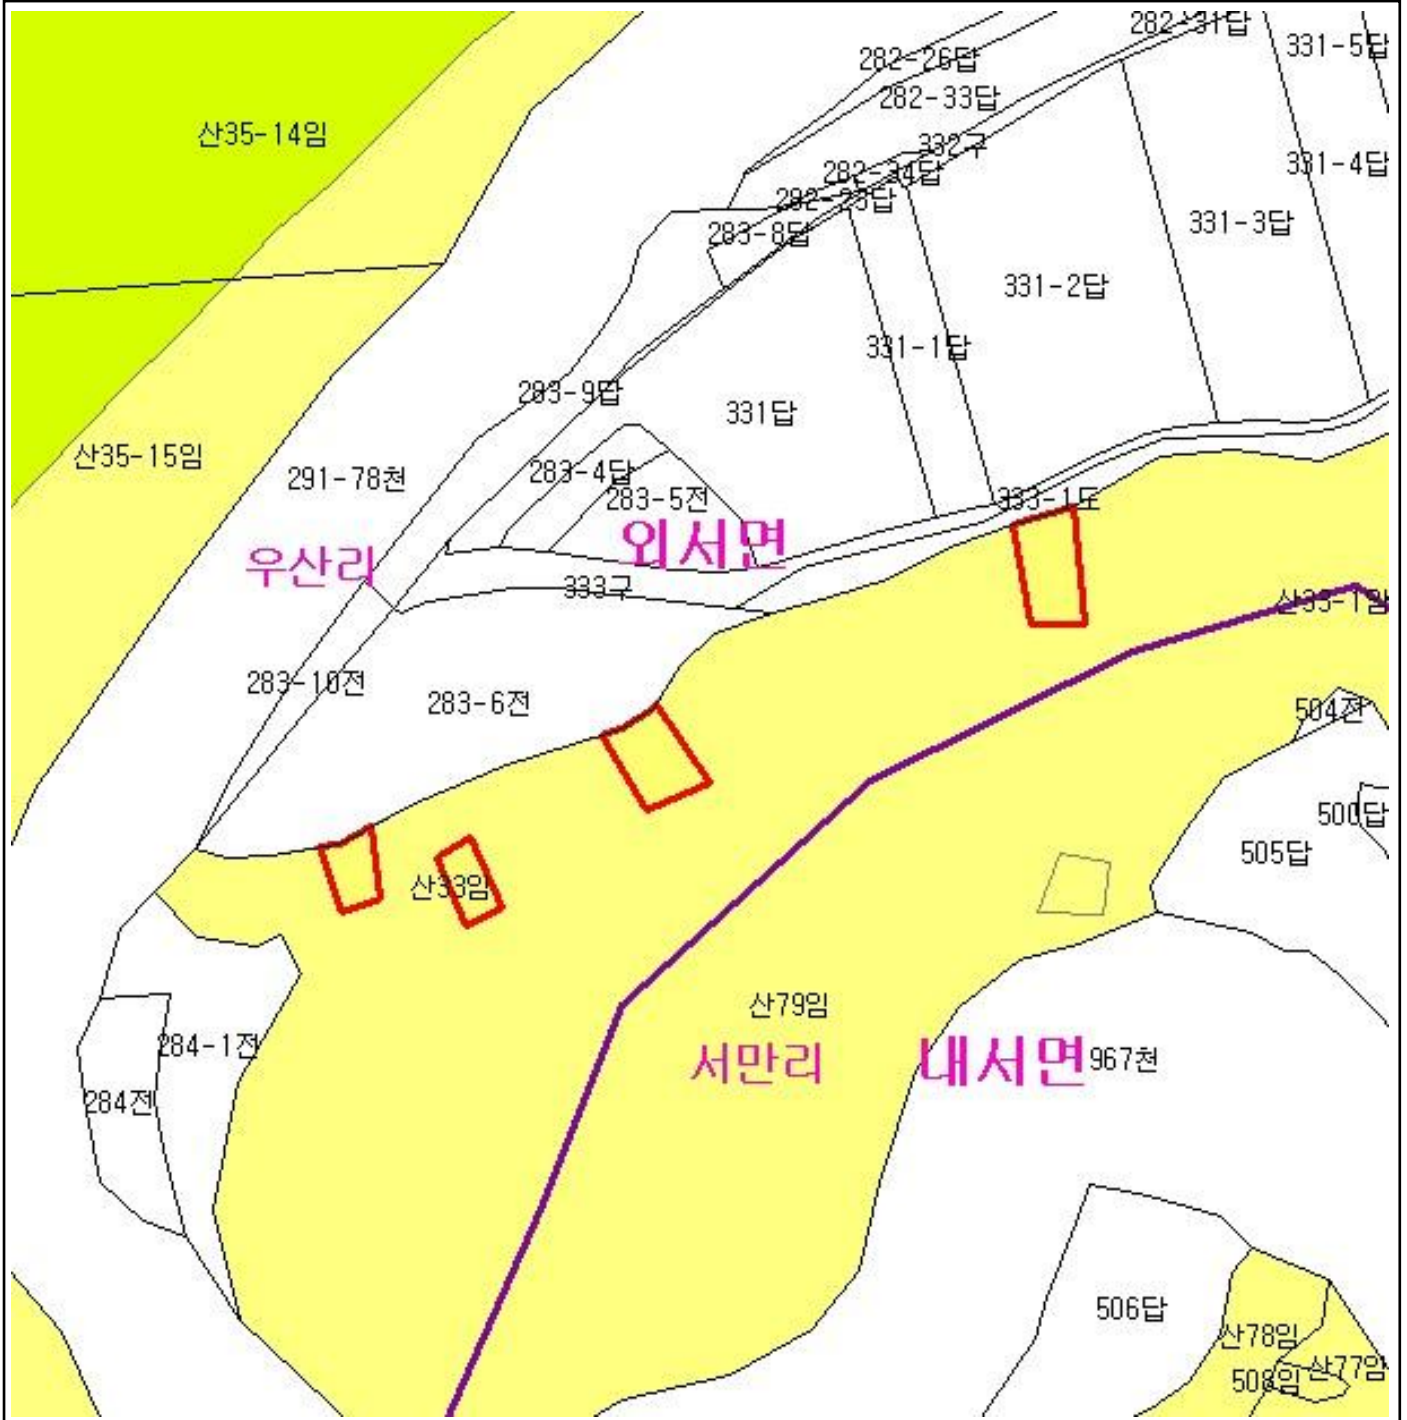 282-31답
331-5답
282-26답
282-33답
산35-14임
332구
331-4답
282-34답
283-8답
331-3답
331-2답
331-1답
283-9답
331답
산35-15임
283-4답
291-78천
283-5전
333-1도
외서면
우산리
333구
산33-1임
283-10전
283-6전
504전
500답
505답
산33임
산79임
284-1전
서만리
내서면
967천
284전
506답
산78임
산77임
508임